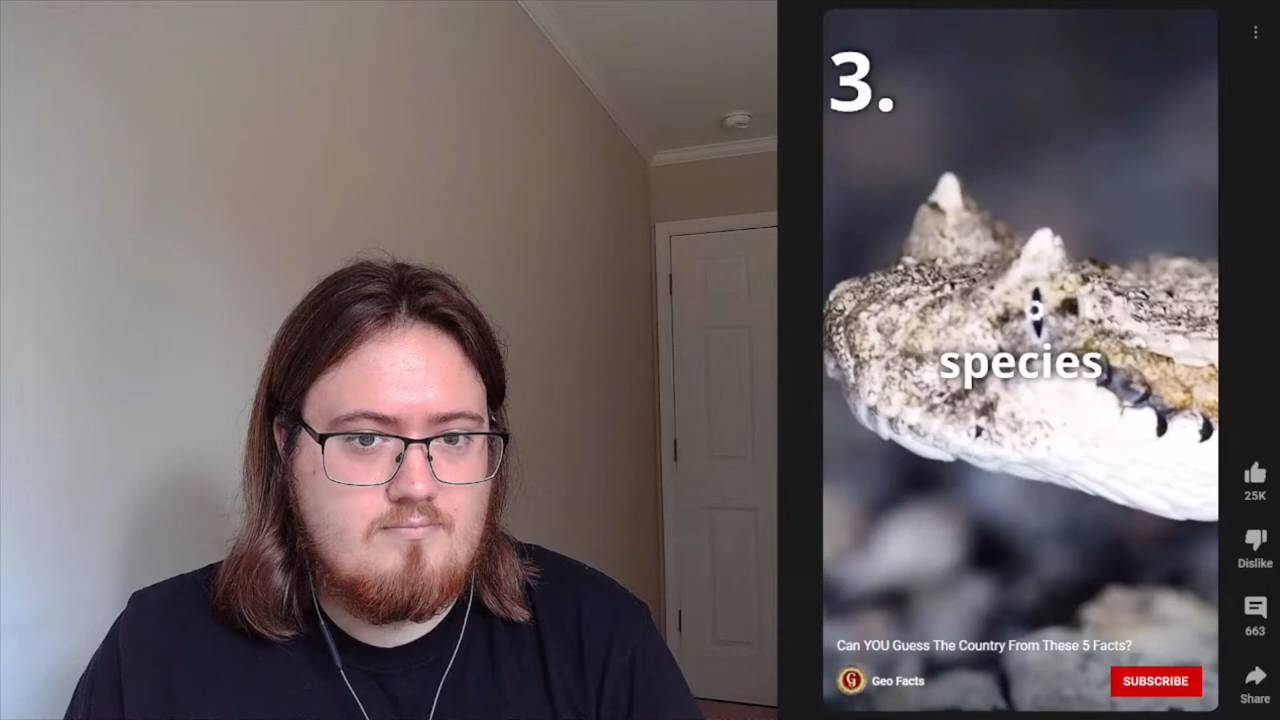 3.
species
Can YOU Guess The Country From These 5 Facts?
G
Geo Facts
SUBSCRIBE
25K
Dislike
663
Share